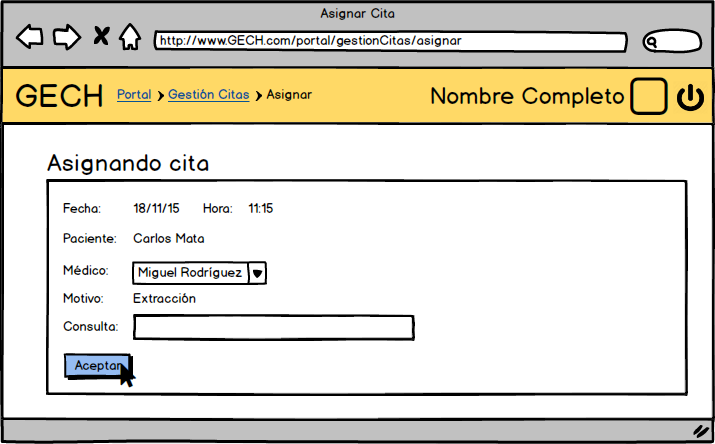 Asignar Cita
http://www.GECH.com/portal/gestionCitas/asignar
GECH Portal > Gestión Citas > Asignar Nombre Completo
Asignando cita
Fecha: 18/11/15 Hora: 11:15
Paciente: Carlos Mata
Médico: Miguel Rodríguez
Motivo: Extracción
Consulta:
Aceptar